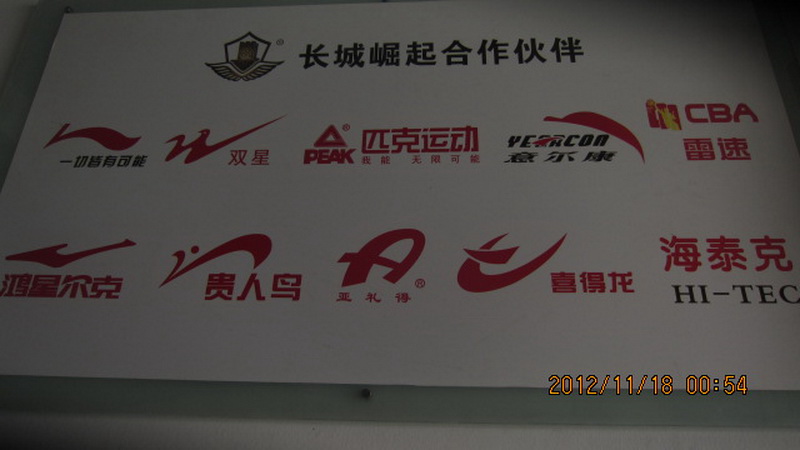 长城崛起合作伙伴
一切皆有可能
双星
PEAK
匹克运动
我能 无限可能
YEARCON
意尔康
CBA
雷速
鸿星尔克
贵人鸟
亚礼得
喜得龙
海泰克
HI-TEC
2012/11/18 00:54